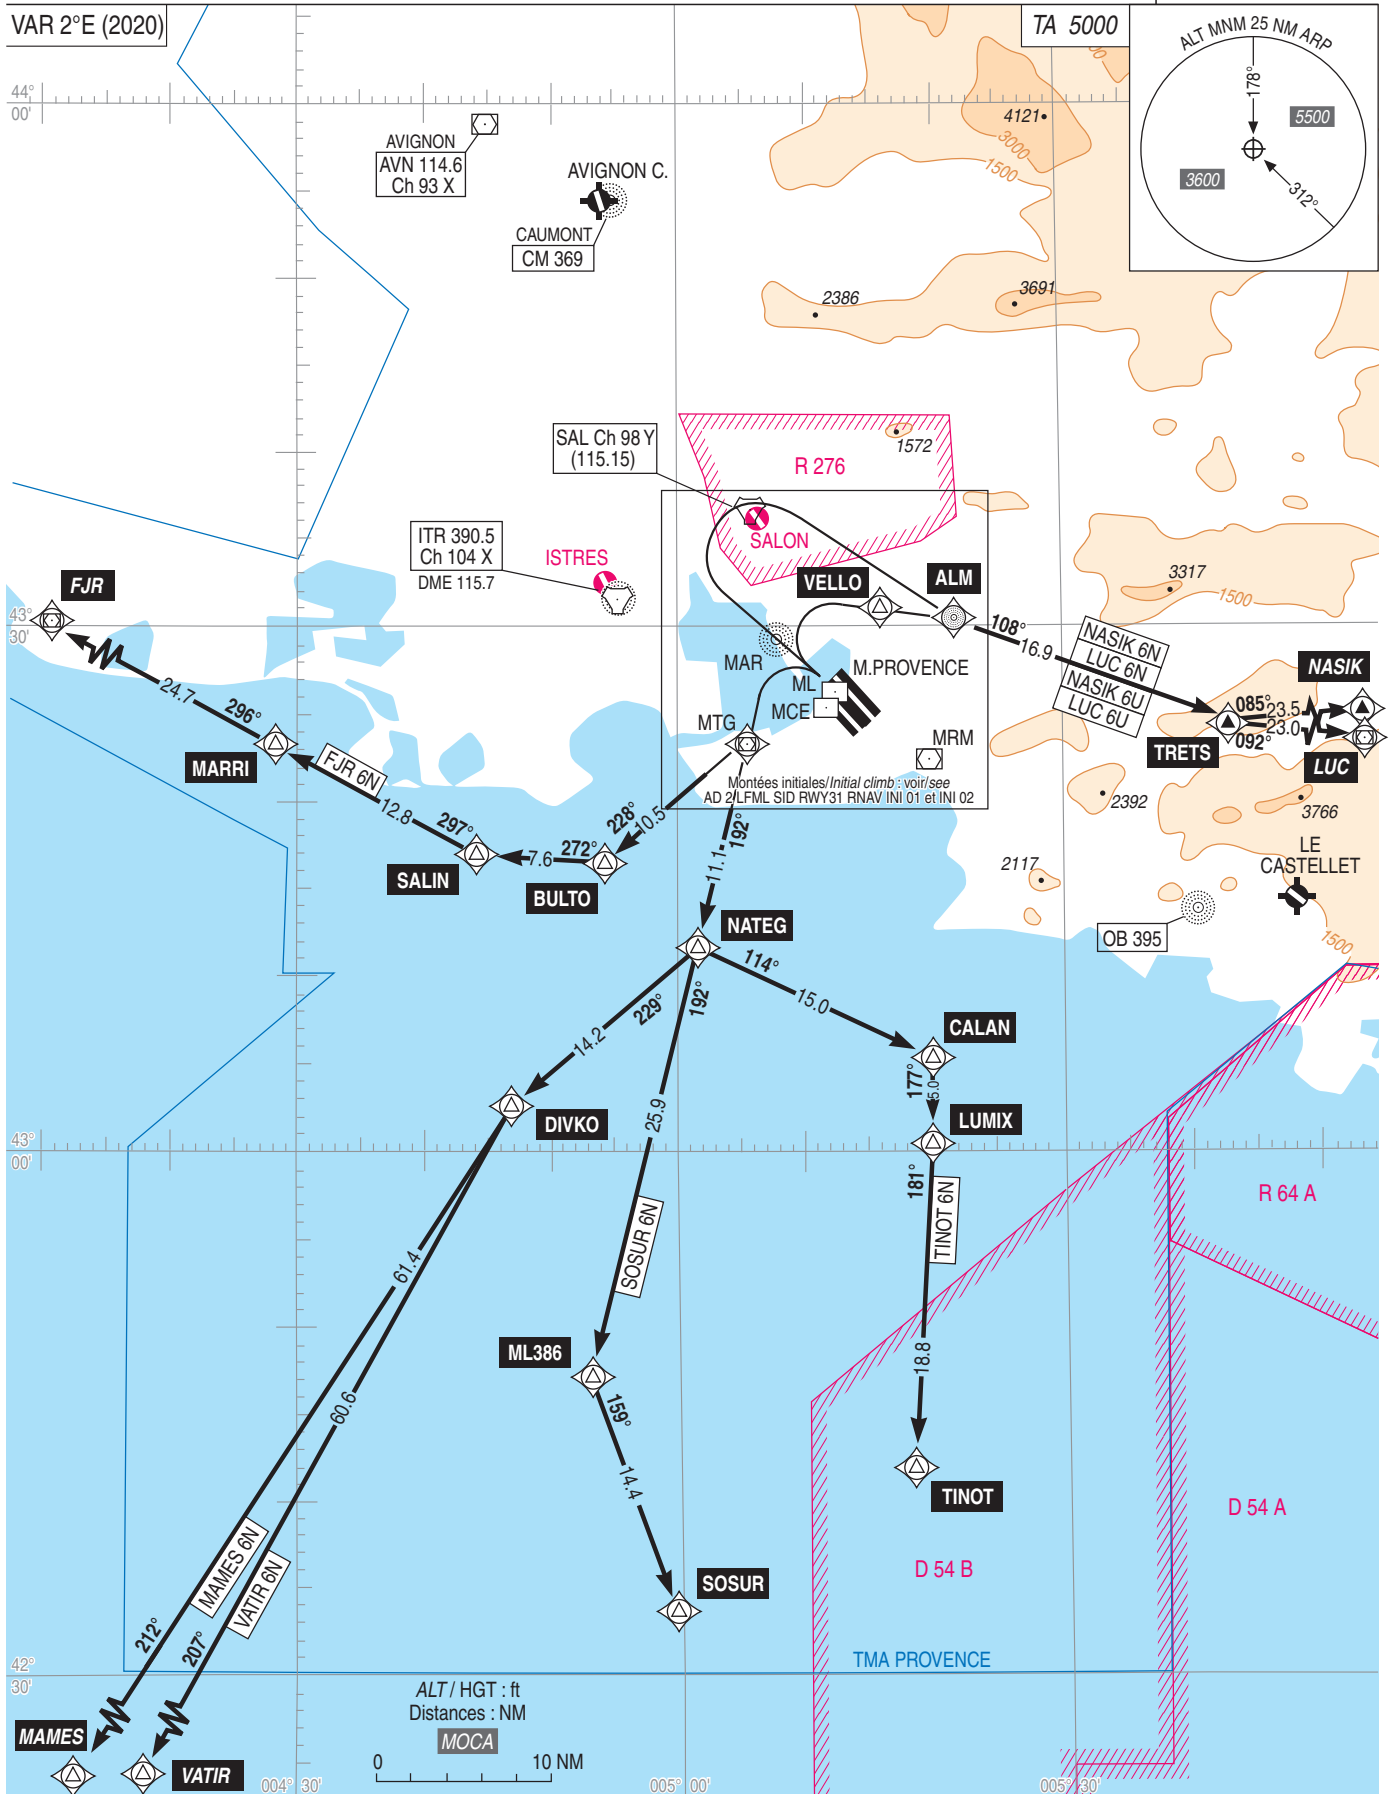 VAR 2°E (2020)
TA 5000
ALT MNM 25 NM ARP
178°
5500
3600
312°
44°
00'
AVIGNON
AVN 114.6
Ch 93 X
AVIGNON C.
CAUMONT
CM 369
4121
3000
1500
2386
3691
SAL Ch 98 Y
(115.15)
R 276
1572
ITR 390.5
Ch 104 X
DME 115.7
ISTRES
SALON
VELLO
ALM
3317
1500
FJR
43°
30'
108°
16.9
NASIK 6N
LUC 6N
NASIK 6U
LUC 6U
NASIK
MAR
M.PROVENCE
ML
MCE
MTG
MRM
085°
23.5
23.0
092°
TRETS
LUC
24.7
296°
MARRI
FJR 6N
12.8
297°
Montées initiales/Initial climb : voir/see
AD 2 LFML SID RWY31 RNAV INI 01 et INI 02
2392
3766
228°
10.5
192°
11.1
272°
7.6
SALIN
BULTO
2117
LE
CASTELLET
NATEG
OB 395
1500
114°
15.0
229°
192°
14.2
CALAN
177°
5.0
25.9
DIVKO
LUMIX
43°
00'
181°
TINOT 6N
R 64 A
SOSUR 6N
61.4
ML386
18.8
60.6
159°
14.4
TINOT
D 54 A
MAMES 6N
VATIR 6N
D 54 B
SOSUR
212°
207°
TMA PROVENCE
42°
30'
ALT / HGT : ft
Distances : NM
MOCA
MAMES
VATIR
0 10 NM
004° 30'
005° 00'
005° 30'